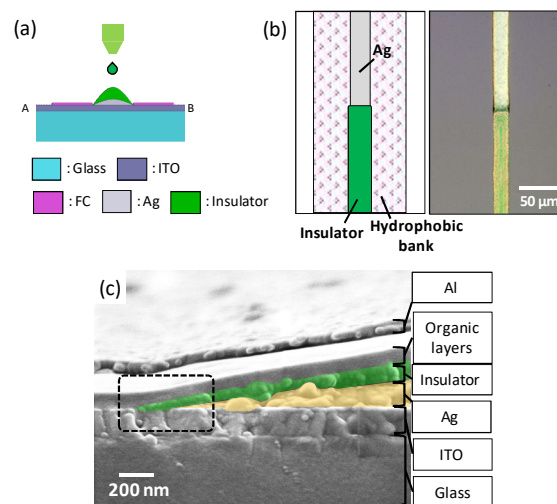 (a)
A
B
: Glass
: ITO
: FC
: Ag
: Insulator
(b)
Ag
Insulator
Hydrophobic
bank
50 μm
(c)
Al
Organic
layers
Insulator
Ag
ITO
Glass
200 nm